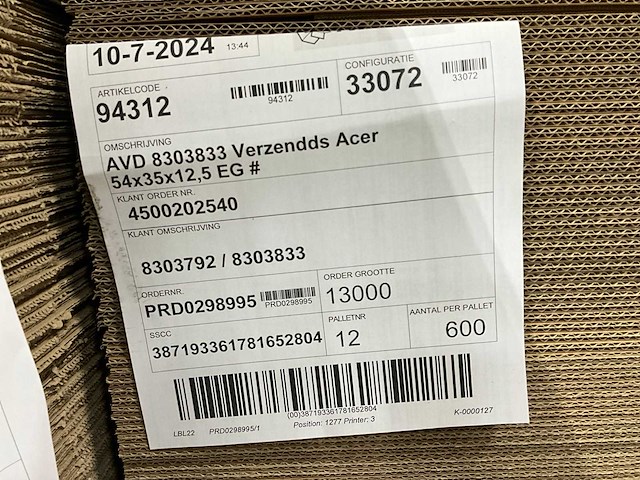 10-7-2024 13:44
ARTIKELCODE
94312
94312
CONFIGURATIE
33072
33072
OMSCHRIJVING
AVD 8303833 Verzendds Acer
54x35x12,5 EG #
KLANT ORDER NR.
4500202540
KLANT OMSCHRIJVING
8303792 / 8303833
ORDERNR.
PRD0298995
PRD0298995
ORDER GROOTTE
13000
SSCC
387193361781652804
PALLETNR
12
AANTAL PER PALLET
600
(00)387193361781652804
LBL22 PRD0298995/1 Position: 1277 Printer: 3 K-0000127